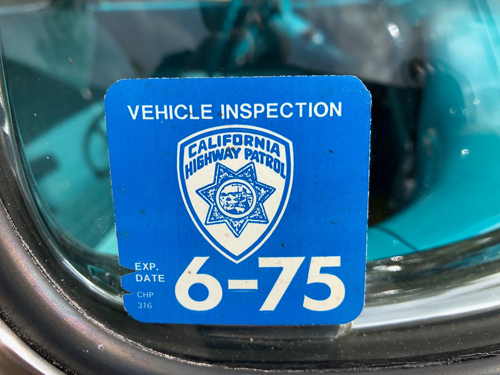 VEHICLE INSPECTION
CALIFORNIA
HIGHWAY PATROL
EXP.
DATE
6-75
CHP
316